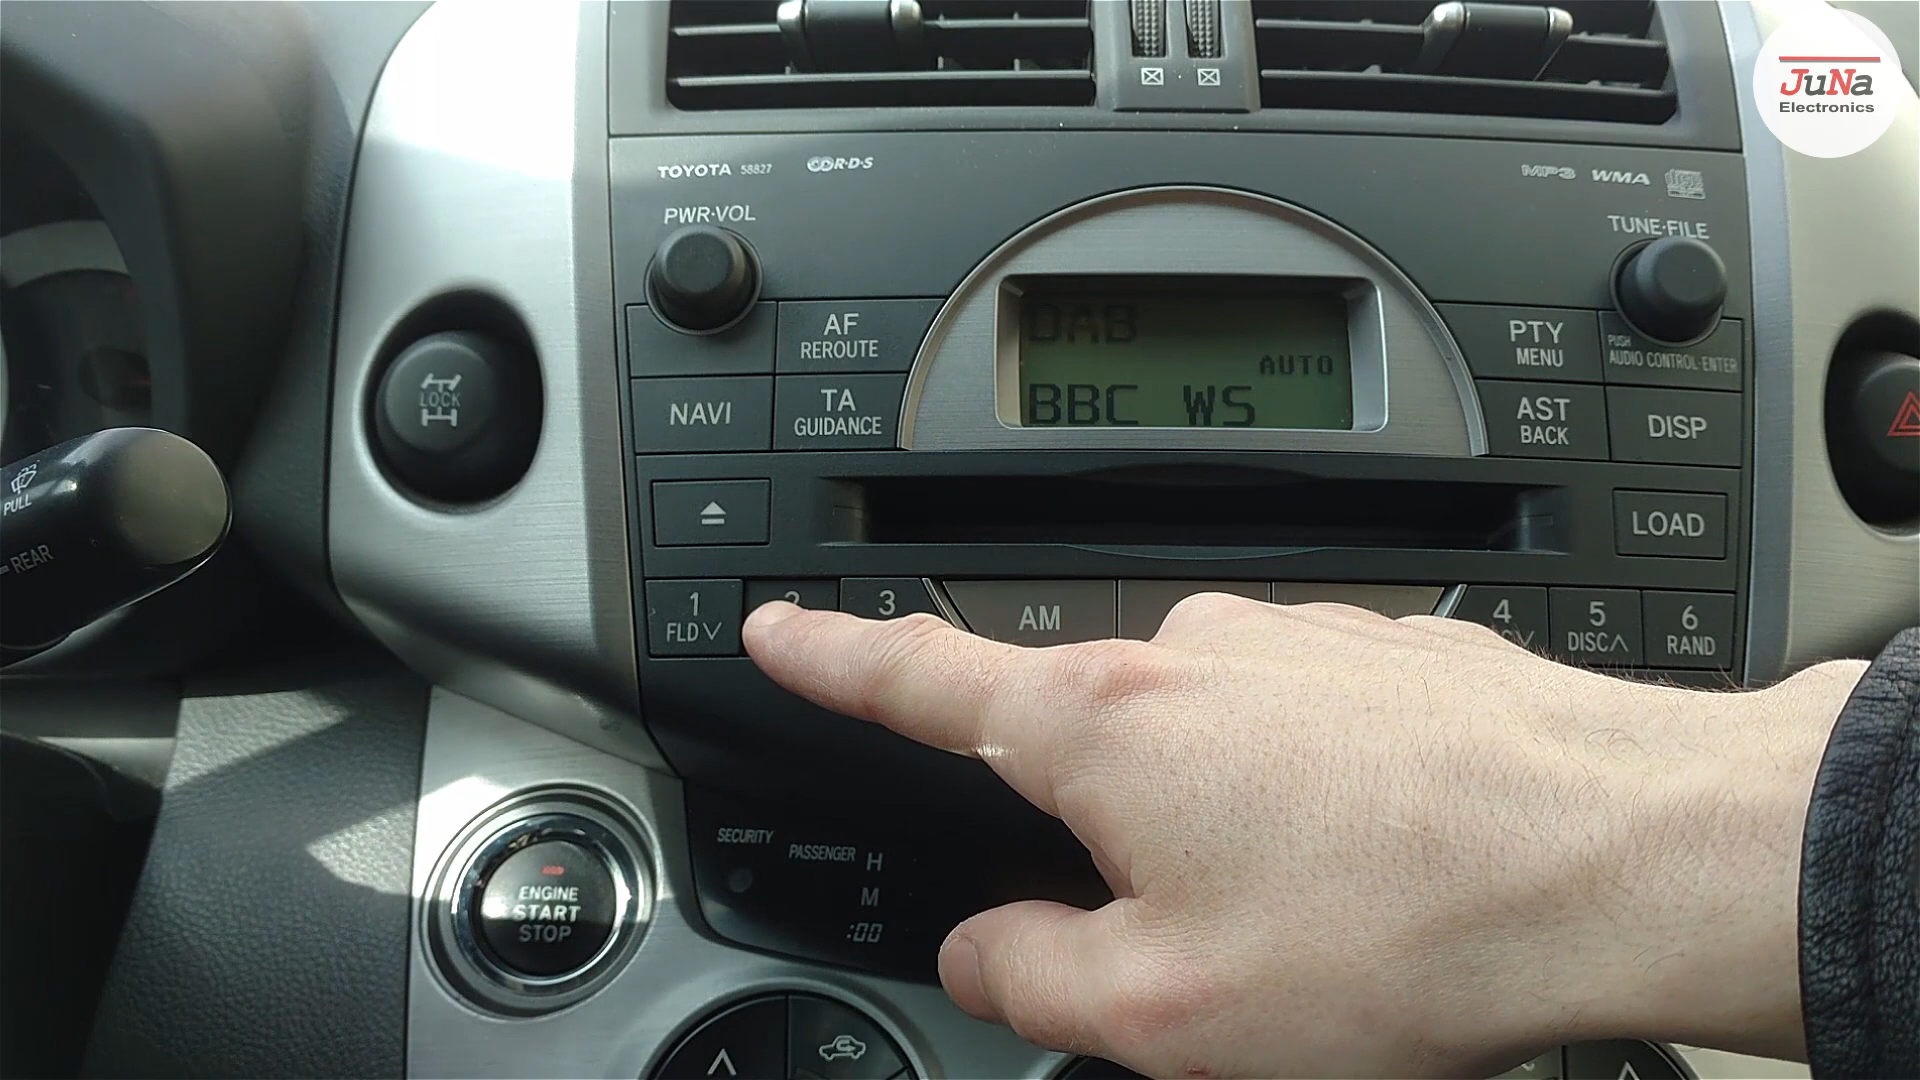 JuNa
Electronics
TOYOTA 58827
R·D·S
MP3 WMA
PWR·VOL
TUNE·FILE
AF
REROUTE
DAB
AUTO
BBC WS
PTY
MENU
PUSH
AUDIO CONTROL·ENTER
LOCK
NAVI
TA
GUIDANCE
AST
BACK
DISP
PULL
REAR
LOAD
1
FLD
2
3
AM
4
5
DISC
6
RAND
SECURITY
PASSENGER
H
M
:00
ENGINE
START
STOP